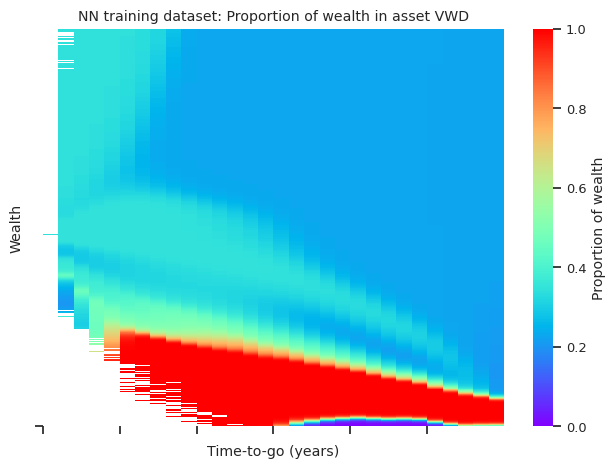 NN training dataset: Proportion of wealth in asset VWD
Wealth
Time-to-go (years)
1.0
0.8
0.6
0.4
0.2
0.0
Proportion of wealth